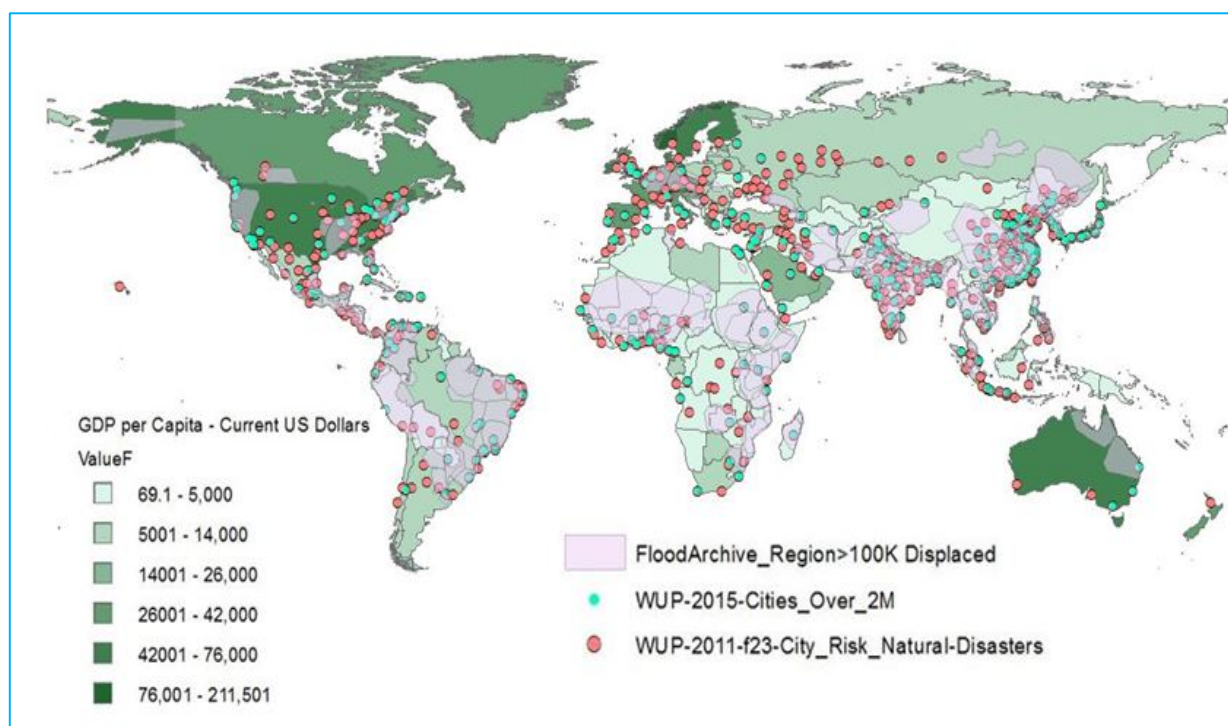 GDP per Capita - Current US Dollars
ValueF
69.1 - 5,000
5001 - 14,000
14001 - 26,000
26001 - 42,000
42001 - 76,000
76,001 - 211,501
FloodArchive_Region>100K Displaced
WUP-2015-Cities_Over_2M
WUP-2011-f23-City_Risk_Natural-Disasters